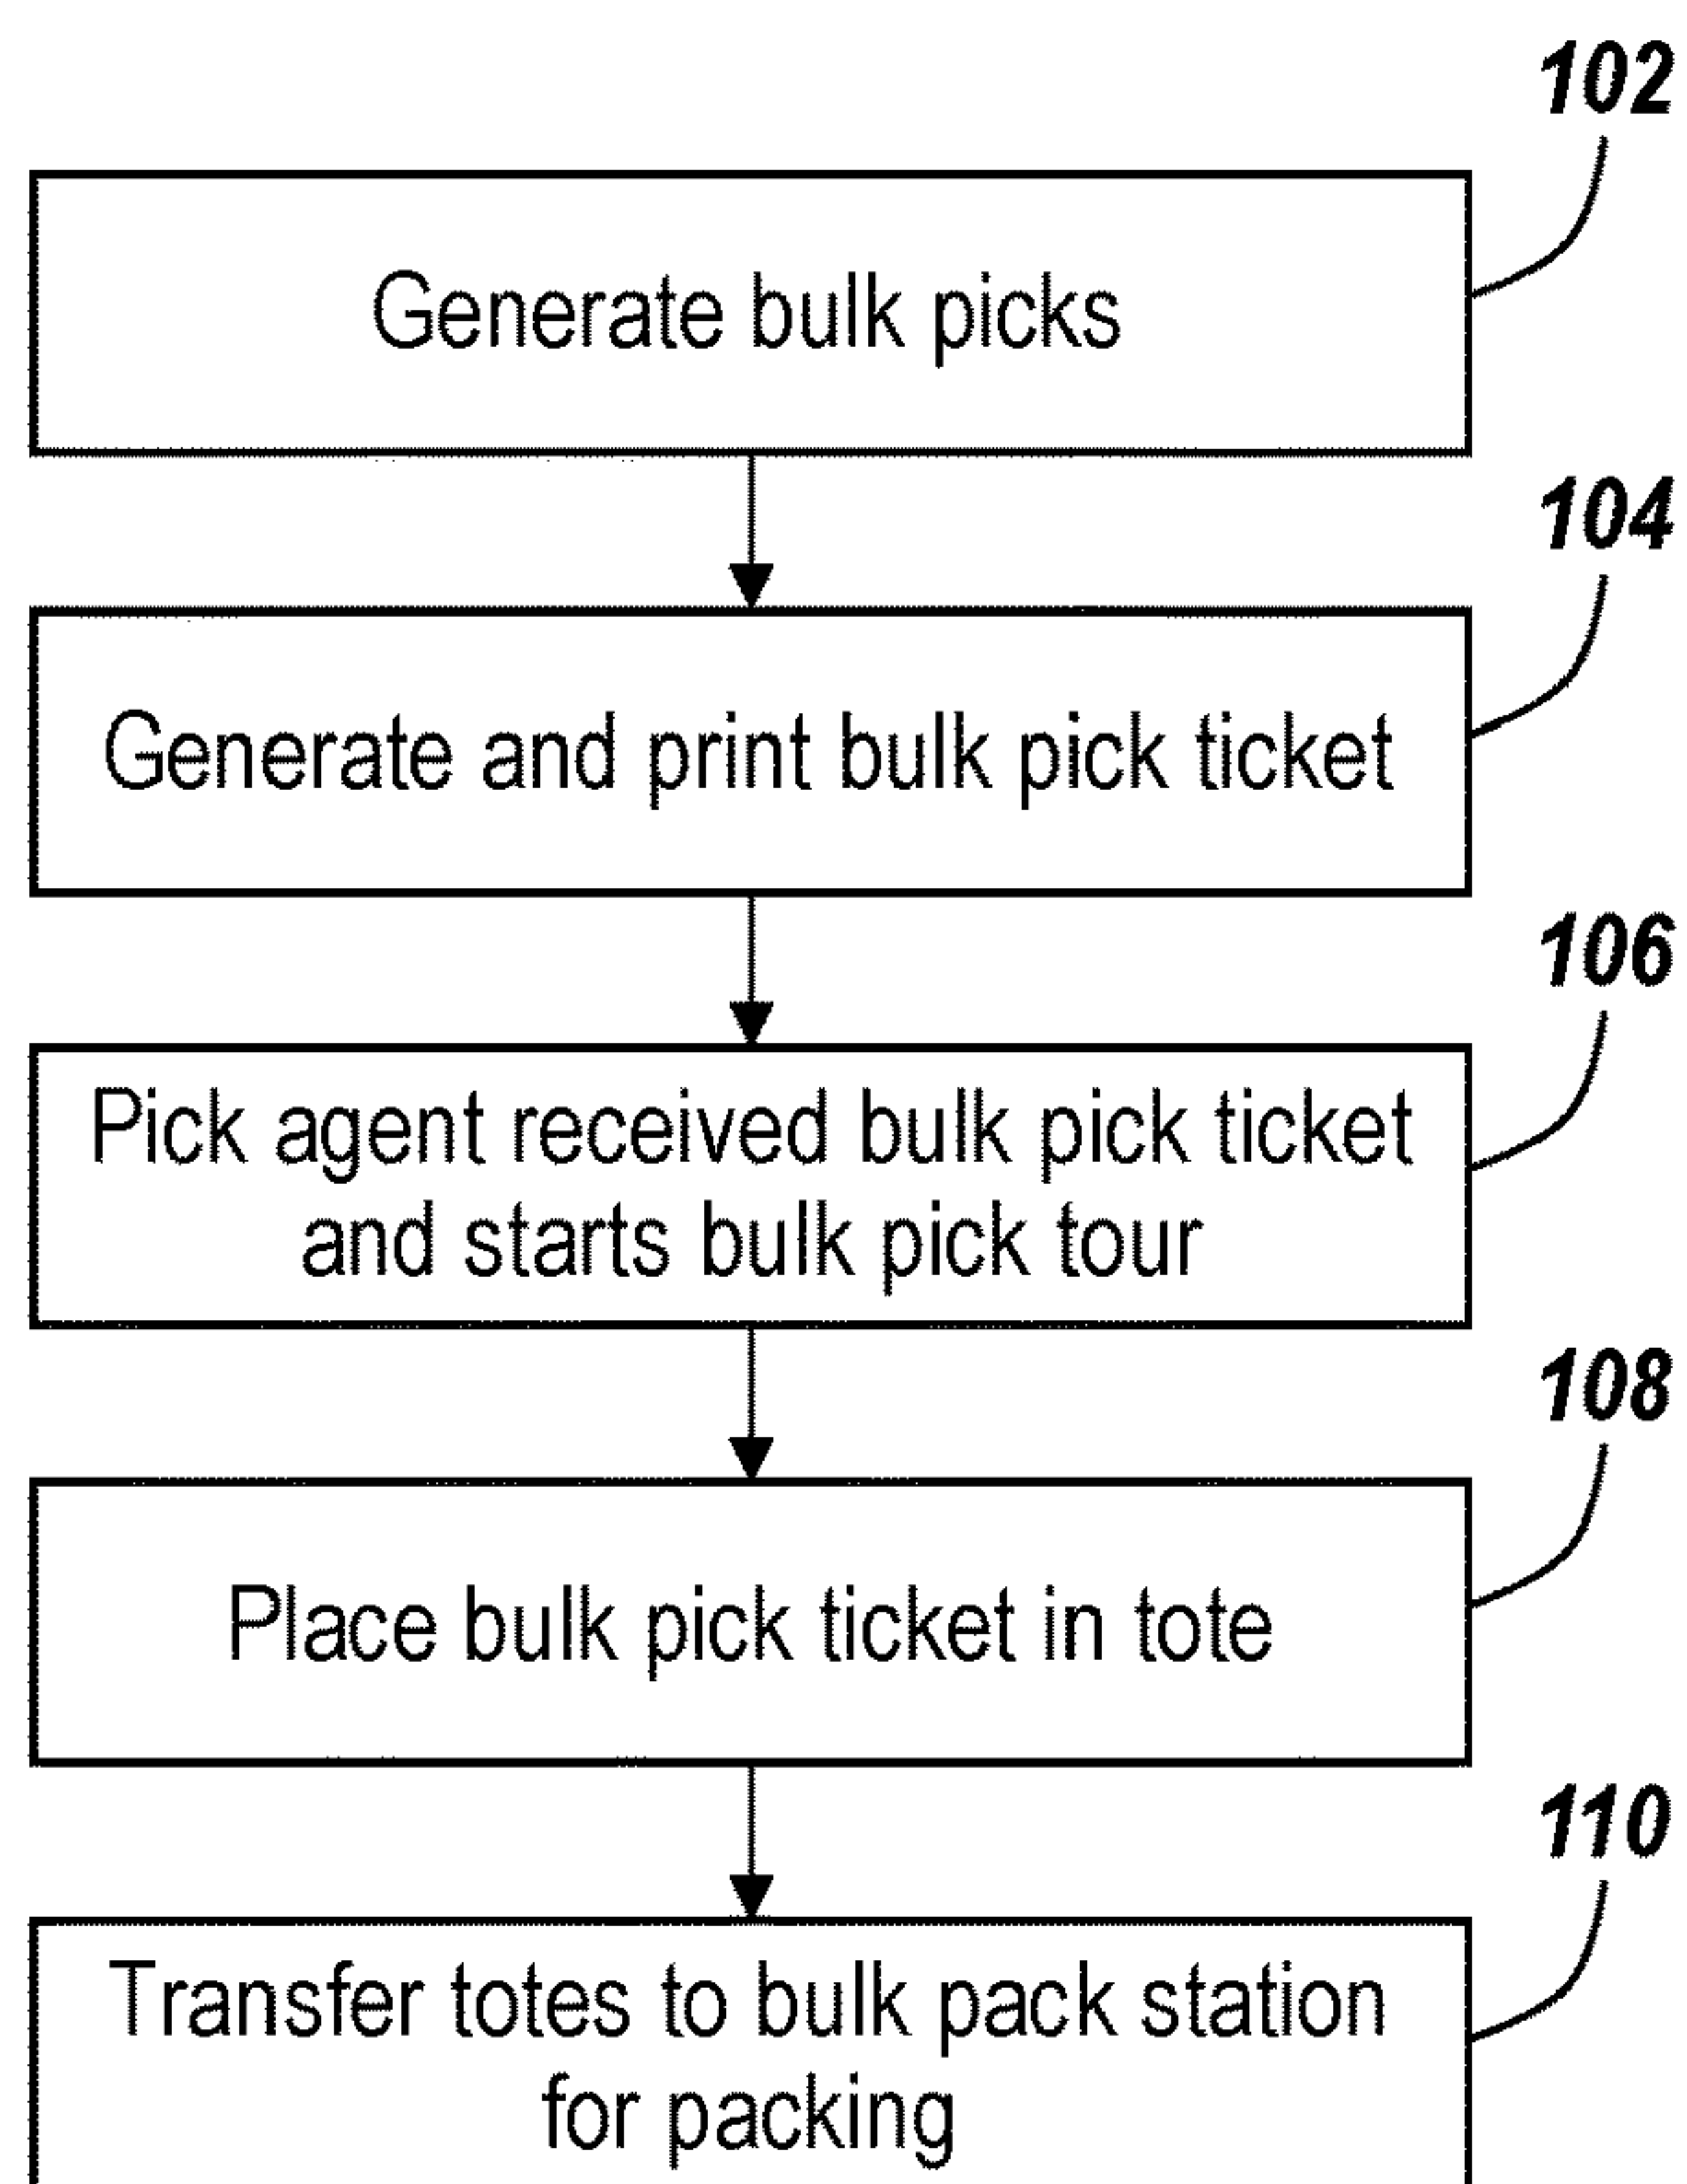 102
Generate bulk picks
104
Generate and print bulk pick ticket
106
Pick agent received bulk pick ticket
and starts bulk pick tour
108
Place bulk pick ticket in tote
110
Transfer totes to bulk pack station
for packing